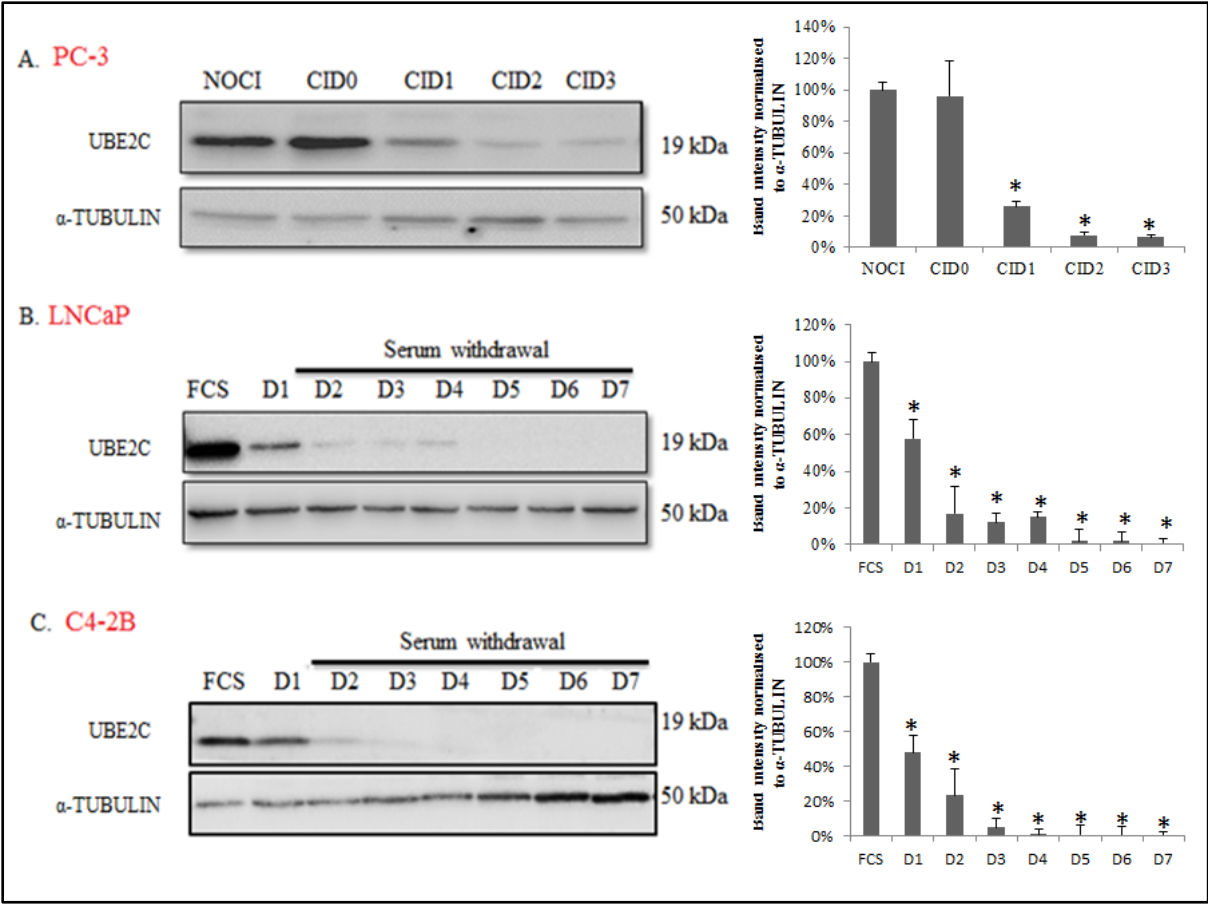 A. PC-3
NOCI CID0 CID1 CID2 CID3
UBE2C 19 kDa
α-TUBULIN 50 kDa
Band intensity normalised
to α-TUBULIN
140%
120%
100%
80%
60%
40%
20%
0%
* * *
NOCI CID0 CID1 CID2 CID3
B. LNCaP
Serum withdrawal
FCS D1 D2 D3 D4 D5 D6 D7
UBE2C 19 kDa
α-TUBULIN 50 kDa
Band intensity normalised
to α-TUBULIN
120%
100%
80%
60%
40%
20%
0%
* * * * * * *
FCS D1 D2 D3 D4 D5 D6 D7
C. C4-2B
Serum withdrawal
FCS D1 D2 D3 D4 D5 D6 D7
UBE2C 19 kDa
α-TUBULIN 50 kDa
Band intensity normalised
to α-TUBULIN
120%
100%
80%
60%
40%
20%
0%
* * * * * * *
FCS D1 D2 D3 D4 D5 D6 D7